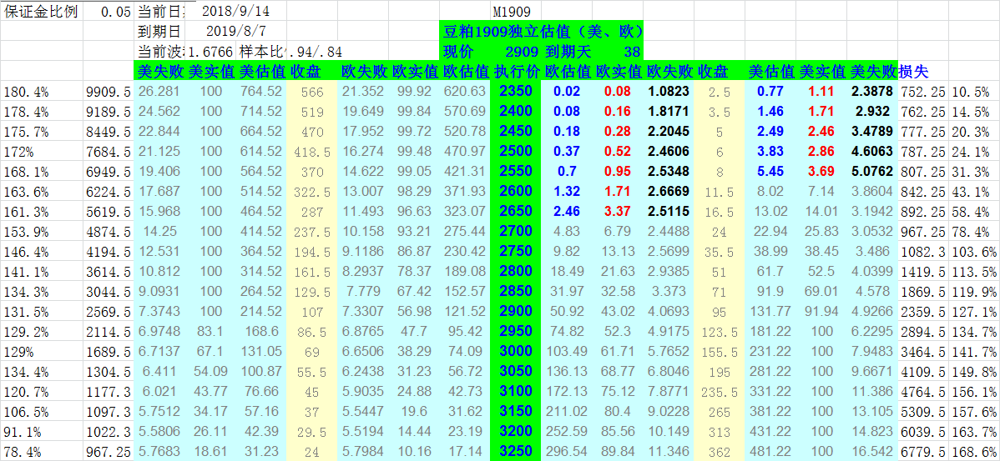 保证金比例 0.05 当前日 2018/9/14 M1909
到期日 2019/8/7 豆粕1909独立估值（美、欧）
当前波 1.6766 样本比 .94/.84 现价 2909 到期天 38
美失败 美实值 美估值 收盘 欧失败 欧实值 欧估值 执行价 欧估值 欧实值 欧失败 收盘 美估值 美实值 美失败 损失
180.4% 9909.5 26.281 100 764.52 566 21.352 99.92 620.63 2350 0.02 0.08 1.0823 2.5 0.77 1.11 2.3878 752.25 10.5%
178.4% 9189.5 24.562 100 714.52 519 19.649 99.84 570.69 2400 0.08 0.16 1.8171 3.5 1.46 1.71 2.932 762.25 14.5%
175.7% 8449.5 22.844 100 664.52 470 17.952 99.72 520.78 2450 0.18 0.28 2.2045 5 2.49 2.46 3.4789 777.25 20.3%
172% 7684.5 21.125 100 614.52 418.5 16.274 99.48 470.97 2500 0.37 0.52 2.4606 6 3.83 2.86 4.6063 787.25 24.1%
168.1% 6949.5 19.406 100 564.52 370 14.622 99.05 421.31 2550 0.7 0.95 2.5348 8 5.45 3.69 5.0762 807.25 31.3%
163.6% 6224.5 17.687 100 514.52 322.5 13.007 98.29 371.93 2600 1.32 1.71 2.6669 11.5 8.02 7.14 3.8604 842.25 43.1%
161.3% 5619.5 15.968 100 464.52 287 11.493 96.63 323.07 2650 2.46 3.37 2.5115 16.5 13.02 14.01 3.1942 892.25 58.4%
153.9% 4874.5 14.25 100 414.52 237.5 10.158 93.21 275.44 2700 4.83 6.79 2.4488 24 22.94 25.83 3.0532 967.25 78.4%
146.4% 4194.5 12.531 100 364.52 194.5 9.1186 86.87 230.42 2750 9.82 13.13 2.5699 35.5 38.99 38.45 3.486 1082.3 103.6%
141.1% 3614.5 10.812 100 314.52 161.5 8.2937 78.37 189.08 2800 18.49 21.63 2.9385 51 61.7 52.5 4.0399 1419.5 113.5%
134.3% 3044.5 9.0931 100 264.52 129.5 7.779 67.42 152.57 2850 31.97 32.58 3.373 71 91.9 69.01 4.578 1869.5 119.9%
131.5% 2569.5 7.3743 100 214.52 107 7.3307 56.98 121.52 2900 50.92 43.02 4.0693 95 131.77 91.94 4.9266 2359.5 127.1%
129.2% 2114.5 6.9748 83.1 168.6 86.5 6.8765 47.7 95.42 2950 74.82 52.3 4.9175 123.5 181.22 100 6.2295 2894.5 134.7%
129% 1689.5 6.7137 67.1 131.05 69 6.6506 38.29 74.09 3000 103.49 61.71 5.7652 155.5 231.22 100 7.9483 3464.5 141.7%
134.4% 1304.5 6.411 54.09 100.87 55.5 6.2438 31.23 56.72 3050 136.13 68.77 6.8046 195 281.22 100 9.6671 4109.5 149.8%
120.7% 1177.3 6.021 43.77 76.66 45 5.9035 24.88 42.73 3100 172.13 75.12 7.8771 235.5 331.22 100 11.386 4764.5 156.1%
106.5% 1097.3 5.7512 34.17 57.16 37 5.5447 19.6 31.62 3150 211.02 80.4 9.0228 265 381.22 100 13.105 5309.5 157.6%
91.1% 1022.3 5.5806 26.11 42.39 29.5 5.5194 14.44 23.19 3200 252.59 85.56 10.149 313 431.22 100 14.823 6039.5 163.7%
78.4% 967.25 5.7683 18.61 31.23 24 5.7984 10.16 17.14 3250 296.54 89.84 11.346 362 481.22 100 16.542 6779.5 168.6%